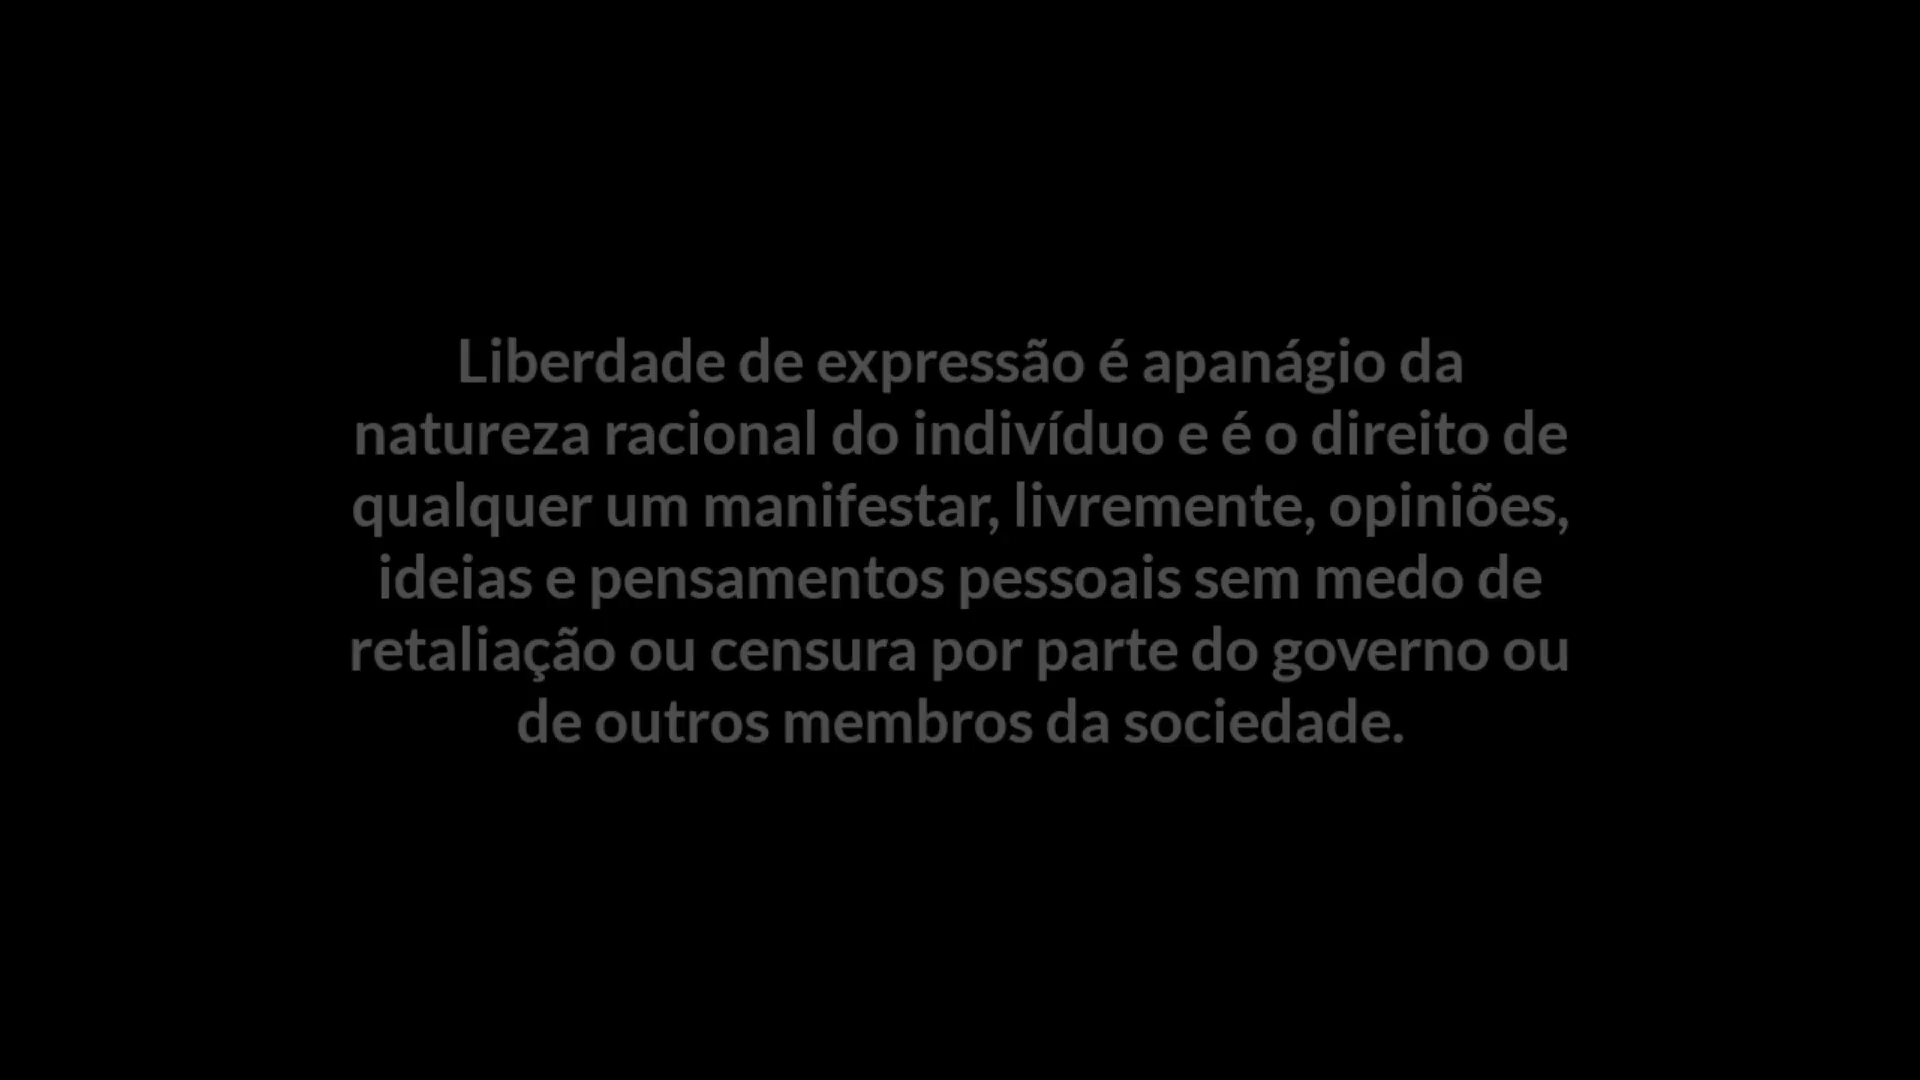 Liberdade de expressão é apanágio da
natureza racional do indivíduo e é o direito de
qualquer um manifestar, livremente, opiniões,
ideias e pensamentos pessoais sem medo de
retaliação ou censura por parte do governo ou
de outros membros da sociedade.